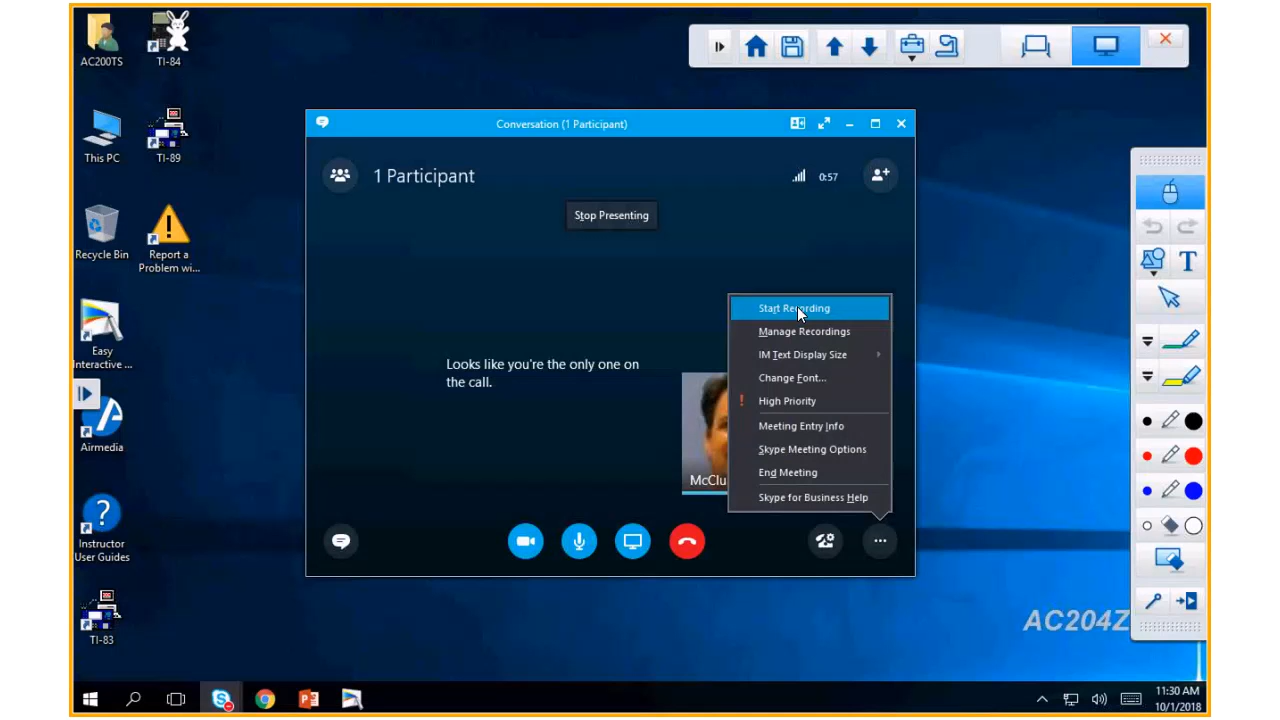 AC200TS
TI-84
This PC
TI-89
Recycle Bin
Report a
Problem wi...
Easy
Interactive ...
Airmedia
Instructor
User Guides
TI-83
Conversation (1 Participant)
1 Participant
0:57
Stop Presenting
Looks like you're the only one on
the call.
McClu
Start Recording
Manage Recordings
IM Text Display Size
Change Font...
High Priority
Meeting Entry Info
Skype Meeting Options
End Meeting
Skype for Business Help
T
AC204Z
11:30 AM
10/1/2018